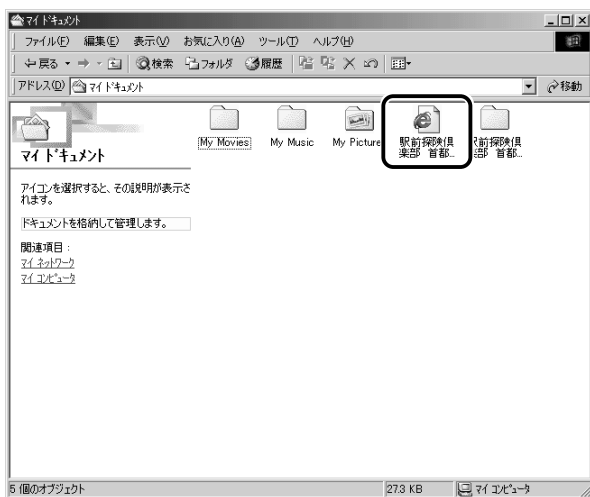 マイ ドキュメント
ファイル(F) 編集(E) 表示(V) お気に入り(A) ツール(T) ヘルプ(H)
戻る 検索 フォルダ 履歴
アドレス(D) マイ ドキュメント 移動
マイ ドキュメント
アイコンを選択すると、その説明が表示さ
れます。
ドキュメントを格納して管理します。
関連項目:
マイ ネットワーク
マイ コンピュータ
My Movies My Music My Picture 駅前探険倶 駅前探険倶
楽部 首都... 楽部 首都...
5 個のオブジェクト 27.3 KB マイ コンピュータ